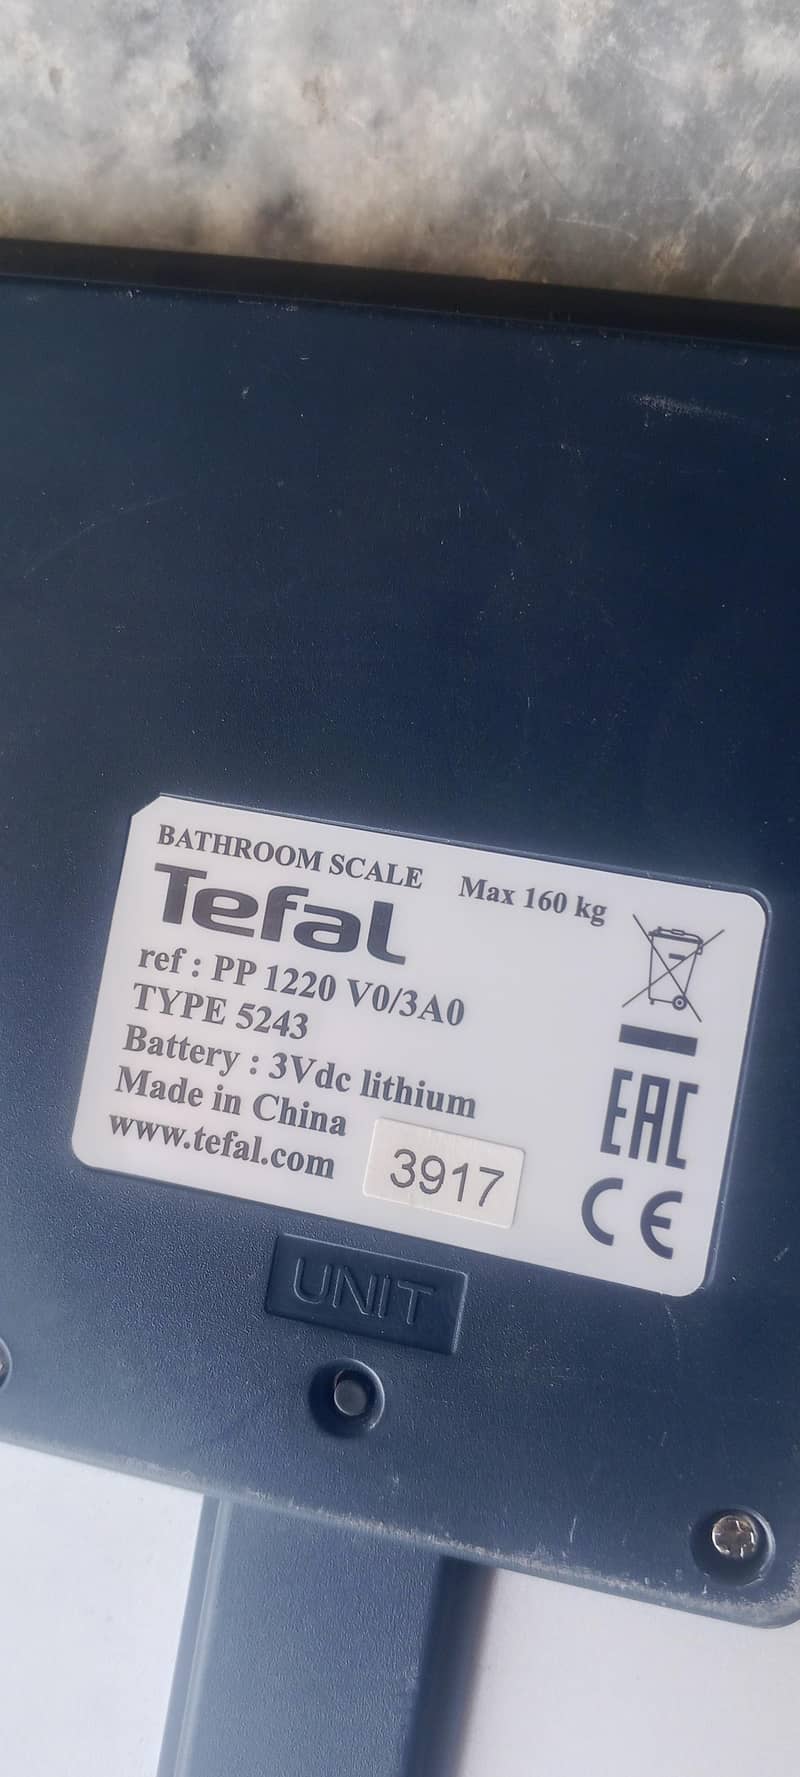 BATHROOM SCALE Max 160 kg
Tefal
ref : PP 1220 V0/3A0
TYPE 5243
Battery : 3Vdc lithium
Made in China
www.tefal.com
3917
EAC
CE
UNIT